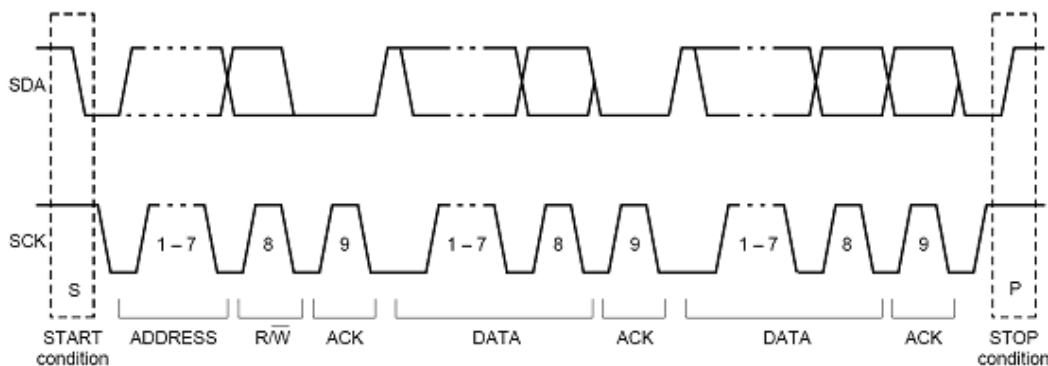 SDA
SCK
1 – 7 8 9 1 – 7 8 9 1 – 7 8 9
S P
START condition ADDRESS R/W̅ ACK DATA ACK DATA ACK STOP condition